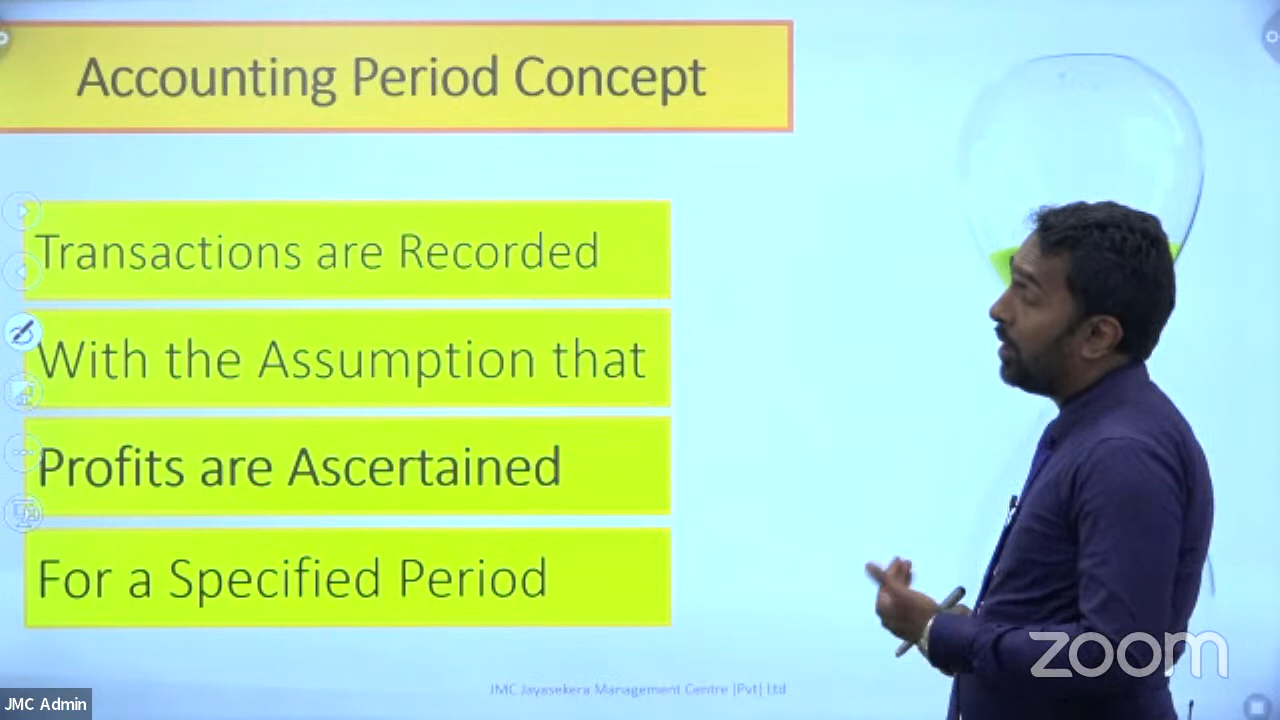 Accounting Period Concept
Transactions are Recorded
With the Assumption that
Profits are Ascertained
For a Specified Period
JMC Jayasekera Management Centre |Pvt| Ltd
zoom
JMC Admin